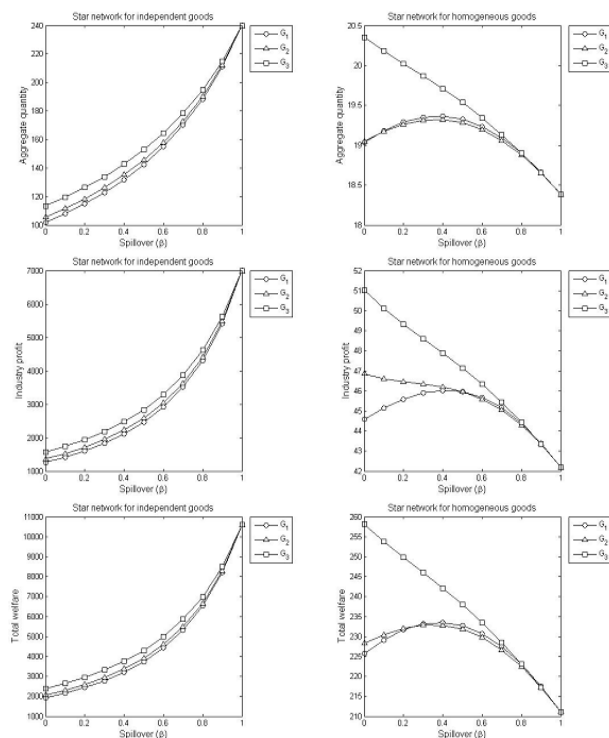 Star network for independent goods
Aggregate quantity
240
220
200
180
160
140
120
100
0 0.2 0.4 0.6 0.8 1
Spillover (β)
G1
G2
G3
Star network for homogeneous goods
Aggregate quantity
20.5
20
19.5
19
18.5
18
0 0.2 0.4 0.6 0.8 1
Spillover (β)
G1
G2
G3
Star network for independent goods
Industry profit
7000
6000
5000
4000
3000
2000
1000
0 0.2 0.4 0.6 0.8 1
Spillover (β)
G1
G2
G3
Star network for homogeneous goods
Industry profit
52
51
50
49
48
47
46
45
44
43
42
0 0.2 0.4 0.6 0.8 1
Spillover (β)
G1
G2
G3
Star network for independent goods
Total welfare
11000
10000
9000
8000
7000
6000
5000
4000
3000
2000
1000
0 0.2 0.4 0.6 0.8 1
Spillover (β)
G1
G2
G3
Star network for homogeneous goods
Total welfare
260
255
250
245
240
235
230
225
220
215
210
0 0.2 0.4 0.6 0.8 1
Spillover (β)
G1
G2
G3